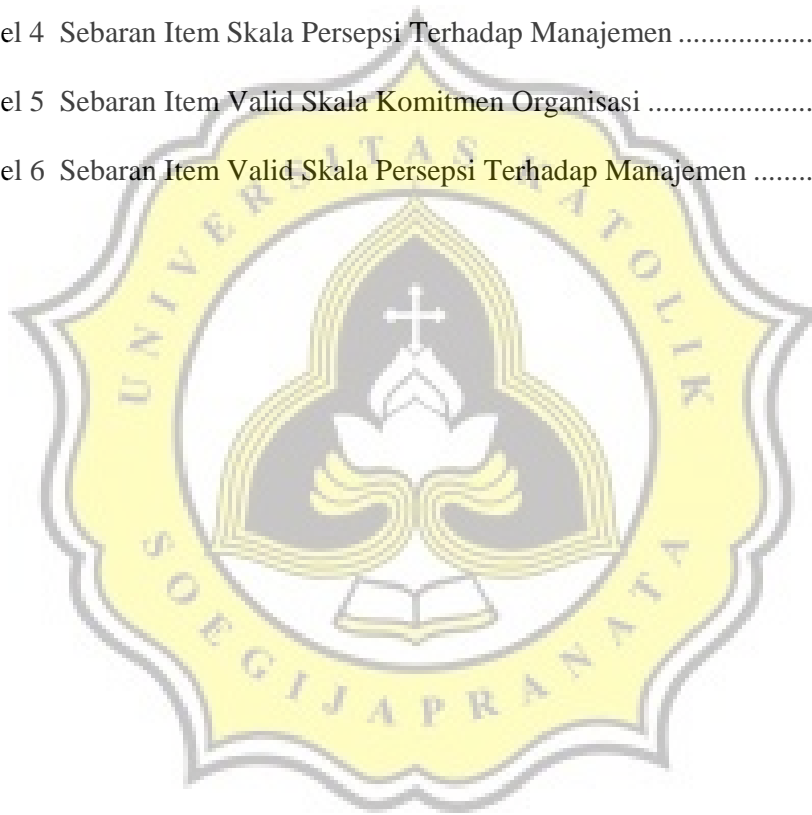 el 4 Sebaran Item Skala Persepsi Terhadap Manajemen ..................
el 5 Sebaran Item Valid Skala Komitmen Organisasi ......................
el 6 Sebaran Item Valid Skala Persepsi Terhadap Manajemen ........
UNIVERSITAS KATOLIK
SOEGIJAPRANATA